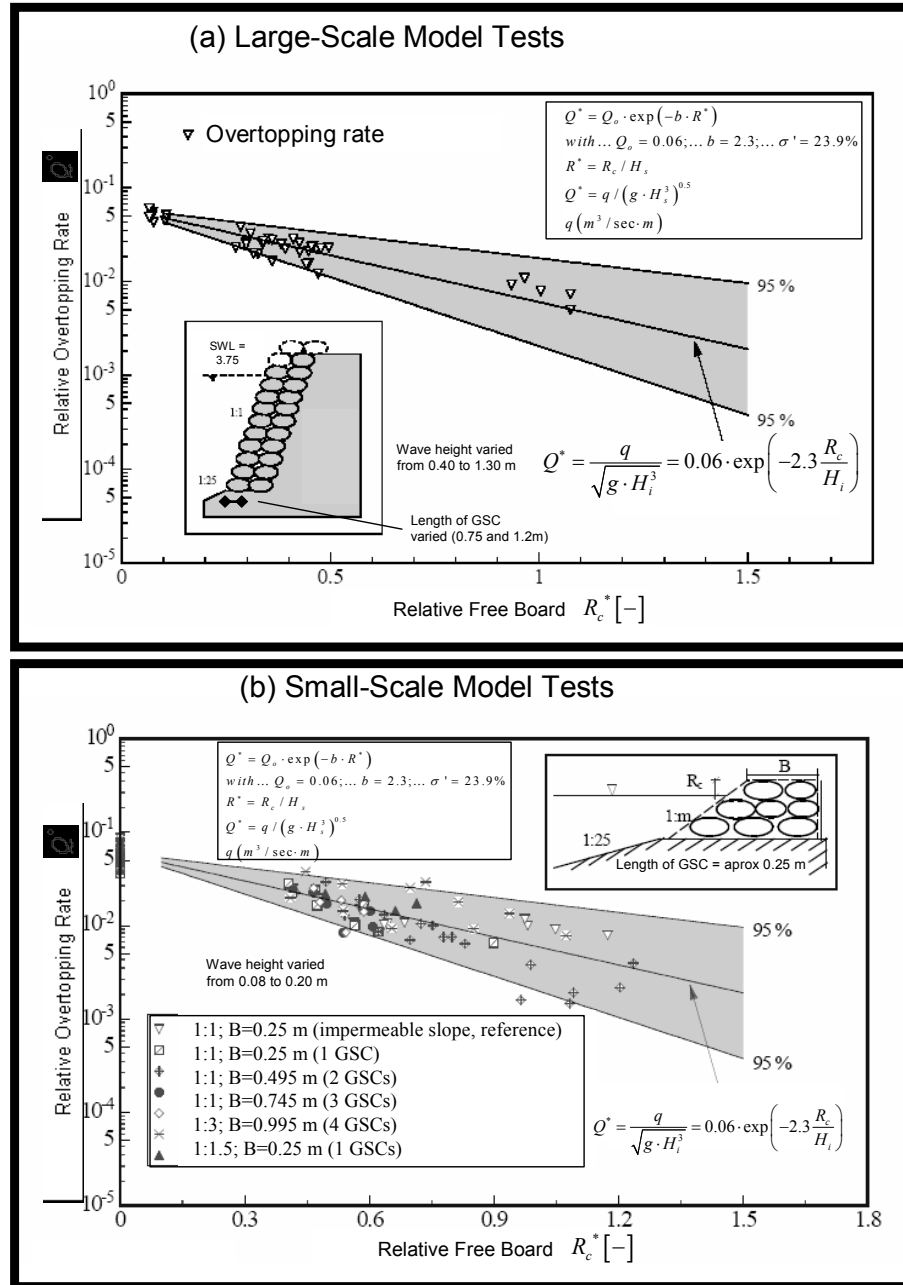 (a) Large-Scale Model Tests
10^0
5
10^-1
5
10^-2
5
10^-3
5
10^-4
5
10^-5
Relative Overtopping Rate Q*
Overtopping rate
Q* = Q_o · exp(-b · R*)
with... Q_o = 0.06;... b = 2.3;... σ' = 23.9%
R* = R_c / H_s
Q* = q / (g · H_s^3)^0.5
q (m^3 / sec· m)
95 %
95 %
SWL =
3.75
1:1
1:25
Wave height varied
from 0.40 to 1.30 m
Length of GSC
varied (0.75 and 1.2m)
Q* = q / √(g · H_i^3) = 0.06 · exp(-2.3 R_c / H_i)
0 0.5 1 1.5
Relative Free Board R_c* [-]
(b) Small-Scale Model Tests
10^0
5
10^-1
5
10^-2
5
10^-3
5
10^-4
5
10^-5
Relative Overtopping Rate Q*
Q* = Q_o · exp(-b · R*)
with... Q_o = 0.06;... b = 2.3;... σ' = 23.9%
R* = R_c / H_s
Q* = q / (g · H_s^3)^0.5
q (m^3 / sec· m)
B
R_c
1:m
1:25
Length of GSC = aprox 0.25 m
95 %
95 %
Wave height varied
from 0.08 to 0.20 m
1:1; B=0.25 m (impermeable slope, reference)
1:1; B=0.25 m (1 GSC)
1:1; B=0.495 m (2 GSCs)
1:1; B=0.745 m (3 GSCs)
1:3; B=0.995 m (4 GSCs)
1:1.5; B=0.25 m (1 GSCs)
Q* = q / √(g · H_i^3) = 0.06 · exp(-2.3 R_c / H_i)
0 0.3 0.6 0.9 1.2 1.5 1.8
Relative Free Board R_c* [-]